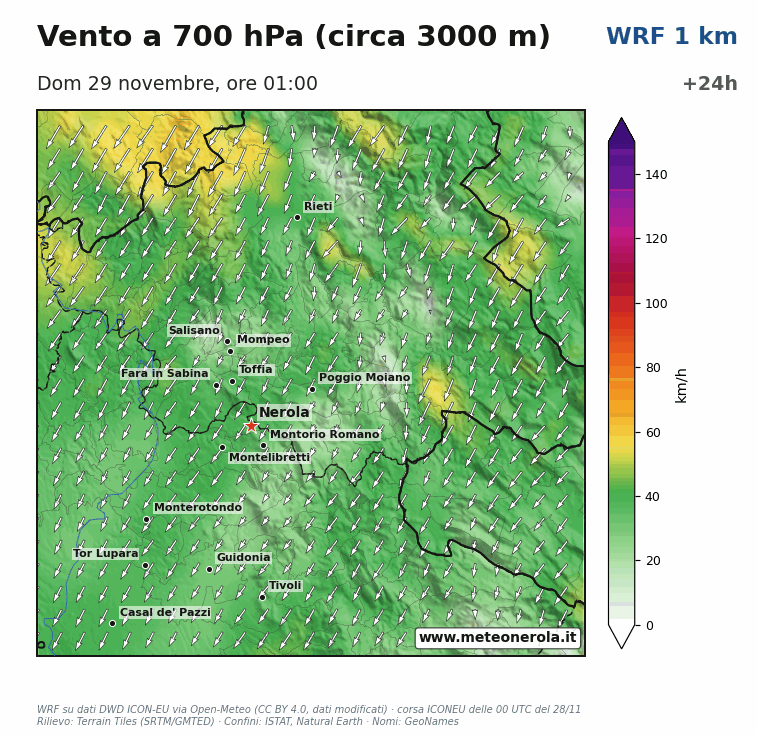 Vento a 700 hPa (circa 3000 m)
WRF 1 km
Dom 29 novembre, ore 01:00
+24h
Rieti
Salisano
Mompeo
Fara in Sabina
Toffia
Poggio Moiano
Nerola
Montorio Romano
Montelibretti
Monterotondo
Tor Lupara
Guidonia
Tivoli
Casal de' Pazzi
www.meteonerola.it
140
120
100
80
60
40
20
0
km/h
WRF su dati DWD ICON-EU via Open-Meteo (CC BY 4.0, dati modificati) · corsa ICONEU delle 00 UTC del 28/11
Rilievo: Terrain Tiles (SRTM/GMTED) · Confini: ISTAT, Natural Earth · Nomi: GeoNames